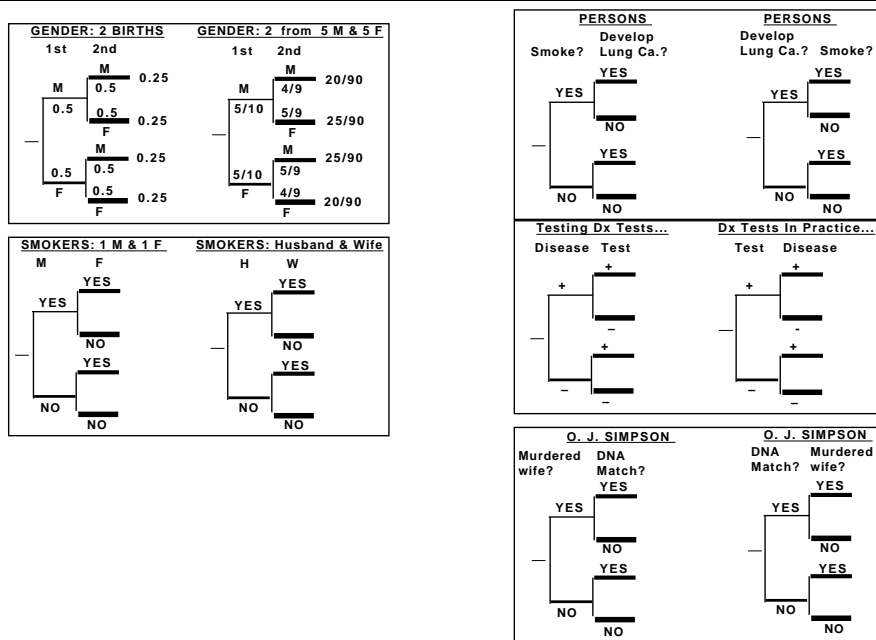 GENDER: 2 BIRTHS
1st 2nd
M
0.25
M 0.5
0.5 0.5
0.25
F
M
0.25
0.5 0.5
F 0.5
0.25
F
GENDER: 2 from 5 M & 5 F
1st 2nd
M
20/90
M 4/9
5/10 5/9
25/90
F
M
25/90
5/10 5/9
F 4/9
20/90
F
SMOKERS: 1 M & 1 F
M F
YES
YES
NO
YES
NO
NO
SMOKERS: Husband & Wife
H W
YES
YES
NO
YES
NO
NO
PERSONS
Develop
Smoke? Lung Ca.?
YES
YES
NO
YES
NO
NO
PERSONS
Develop
Lung Ca.? Smoke?
YES
YES
NO
YES
NO
NO
Testing Dx Tests...
Disease Test
+
+
–
+
–
–
Dx Tests In Practice...
Test Disease
+
+
-
+
–
–
O. J. SIMPSON
Murdered DNA
wife? Match?
YES
YES
NO
YES
NO
NO
O. J. SIMPSON
DNA Murdered
Match? wife?
YES
YES
NO
YES
NO
NO